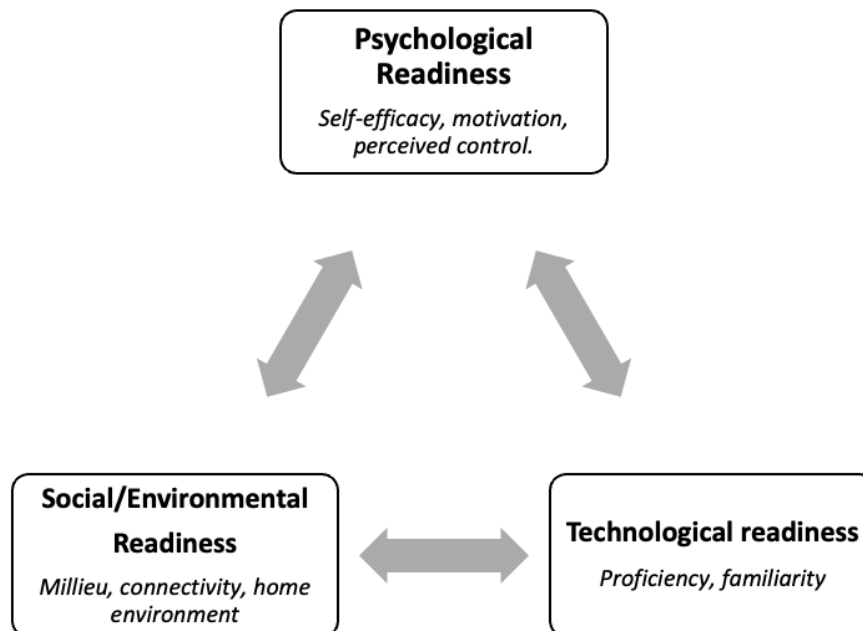 Psychological
Readiness
Self-efficacy, motivation,
perceived control.
Social/Environmental
Readiness
Millieu, connectivity, home
environment
Technological readiness
Proficiency, familiarity